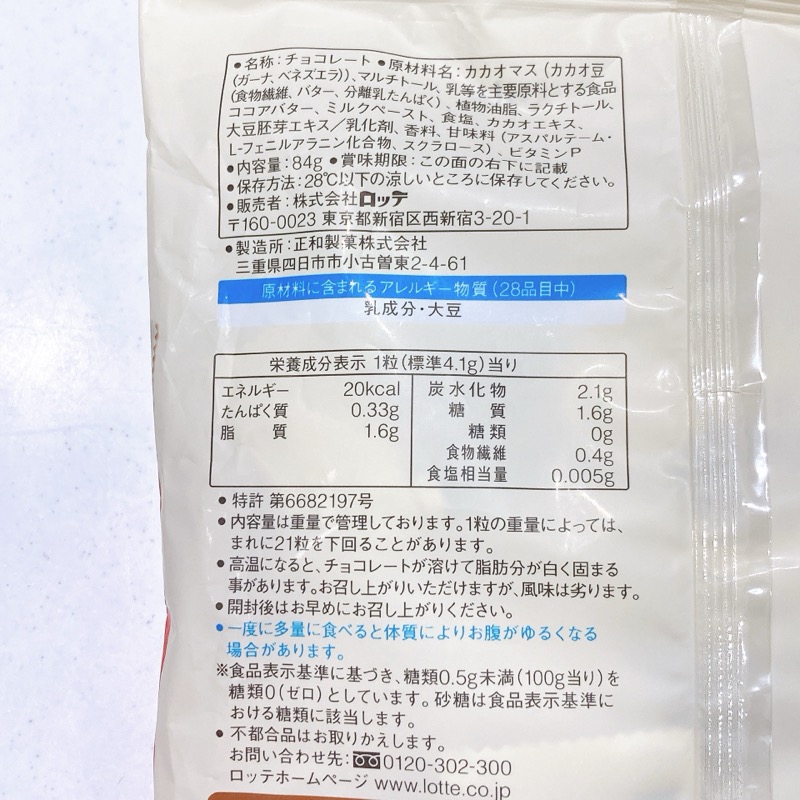 ●名称：チョコレート ●原材料名：カカオマス（カカオ豆
（ガーナ、ベネズエラ））、マルチトール、乳等を主要原料とする食品
（食物繊維、バター、分離乳たんぱく）、植物油脂、ラクチトール、
ココアバター、ミルクペースト、食塩、カカオエキス、
大豆胚芽エキス／乳化剤、香料、甘味料（アスパルテーム・
L-フェニルアラニン化合物、スクラロース）、ビタミンP
●内容量：84g ●賞味期限：この面の右下に記載
●保存方法：28℃以下の涼しいところに保存してください。
●販売者：株式会社ロッテ
〒160-0023 東京都新宿区西新宿3-20-1
●製造所：正和製菓株式会社
三重県四日市市小古曽東2-4-61
原材料に含まれるアレルギー物質（28品目中）
乳成分・大豆
栄養成分表示 1粒（標準4.1g）当り
エネルギー 20kcal
たんぱく質 0.33g
脂質 1.6g
炭水化物 2.1g
糖質 1.6g
糖類 0g
食物繊維 0.4g
食塩相当量 0.005g
●特許 第6682197号
●内容量は重量で管理しております。1粒の重量によっては、
まれに21粒を下回ることがあります。
●高温になると、チョコレートが溶けて脂肪分が白く固まる
事があります。お召し上がりいただけますが、風味は劣ります。
●開封後はお早めにお召し上がりください。
●一度に多量に食べると体質によりお腹がゆるくなる
場合があります。
※食品表示基準に基づき、糖類0.5g未満（100g当り）を
糖類0（ゼロ）としています。砂糖は食品表示基準に
おける糖類に該当します。
●不都合品はお取りかえします。
お問い合わせ先：0120-302-300
ロッテホームページ www.lotte.co.jp